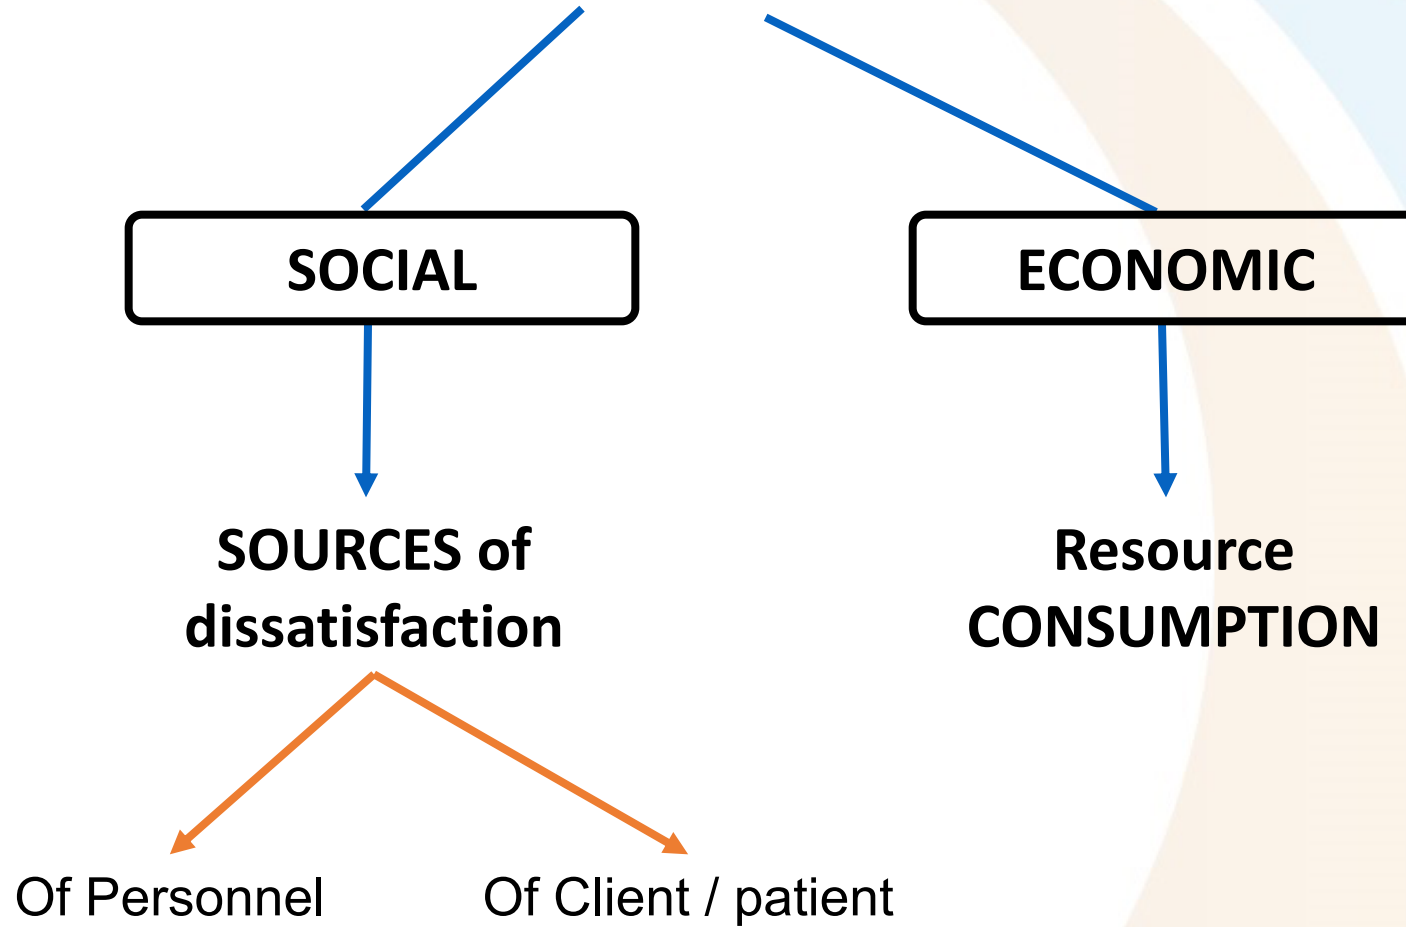 SOCIAL
ECONOMIC
SOURCES of
dissatisfaction
Resource
CONSUMPTION
Of Personnel
Of Client / patient